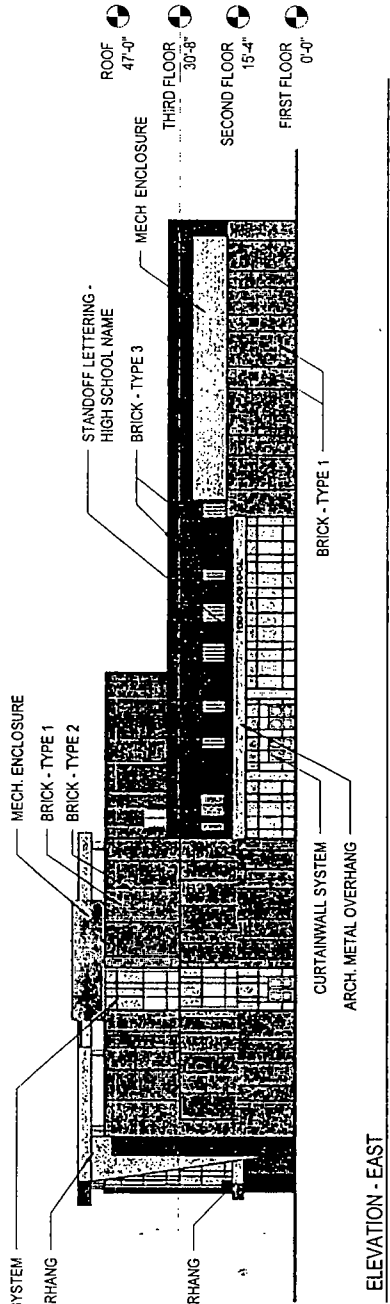 SYSTEM
RHANG
RHANG
MECH. ENCLOSURE
BRICK - TYPE 1
BRICK - TYPE 2
STANDOFF LETTERING -
HIGH SCHOOL NAME
BRICK - TYPE 3
MECH ENCLOSURE
ROOF
47'-0"
THIRD FLOOR
30'-8"
SECOND FLOOR
15'-4"
FIRST FLOOR
0'-0"
CURTAINWALL SYSTEM
ARCH. METAL OVERHANG
BRICK - TYPE 1
ELEVATION - EAST